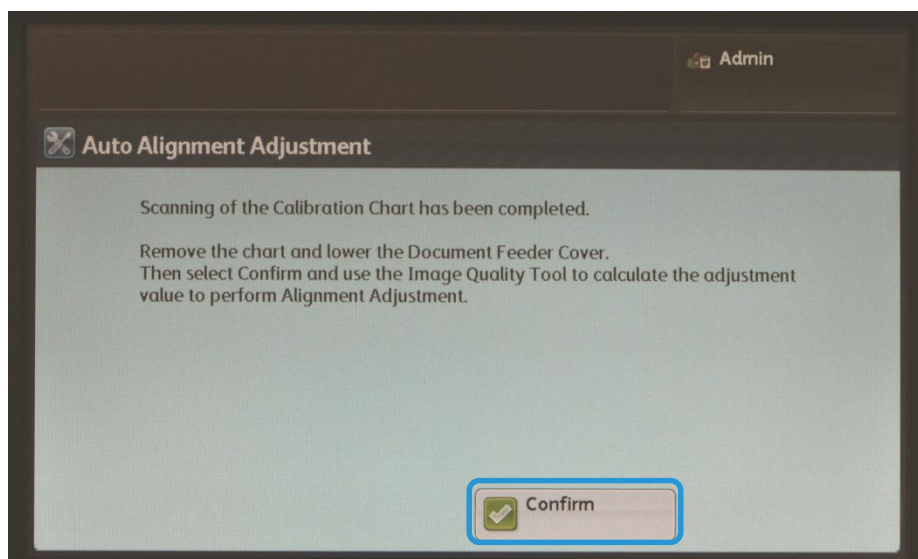 Admin
Auto Alignment Adjustment
Scanning of the Calibration Chart has been completed.
Remove the chart and lower the Document Feeder Cover.
Then select Confirm and use the Image Quality Tool to calculate the adjustment
value to perform Alignment Adjustment.
Confirm